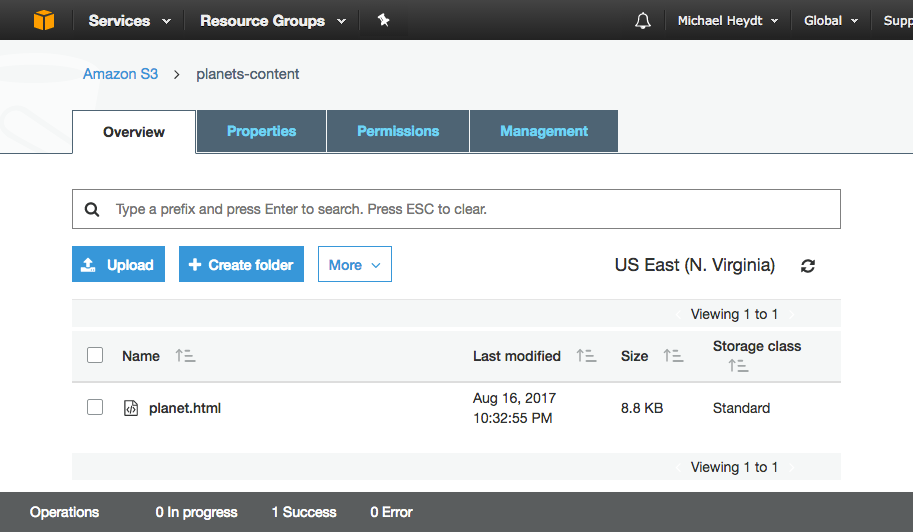 Services Resource Groups Michael Heydt Global Supp
Amazon S3 > planets-content
Overview Properties Permissions Management
Type a prefix and press Enter to search. Press ESC to clear.
Upload + Create folder More US East (N. Virginia)
Viewing 1 to 1
Name Last modified Size Storage class
planet.html Aug 16, 2017 10:32:55 PM 8.8 KB Standard
Viewing 1 to 1
Operations 0 In progress 1 Success 0 Error